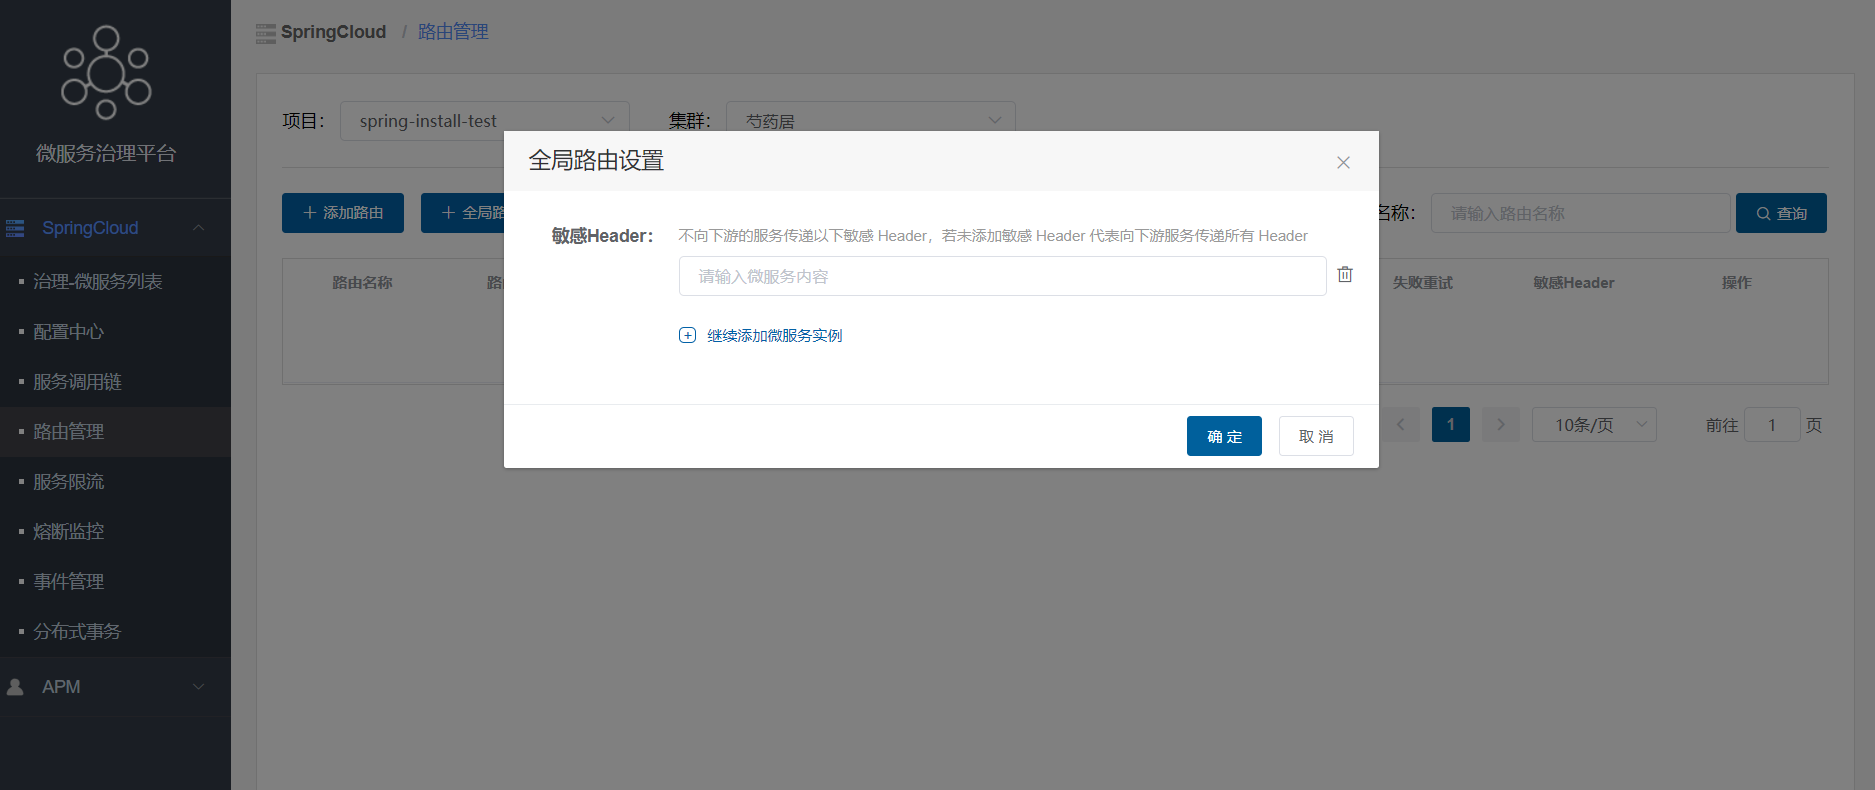 微服务治理平台
SpringCloud
治理-微服务列表
配置中心
服务调用链
路由管理
服务限流
熔断监控
事件管理
分布式事务
APM
SpringCloud / 路由管理
项目： spring-install-test 集群： 芍药居
添加路由 全局路 名称： 请输入路由名称 查询
路由名称 路 失败重试 敏感Header 操作
1 10条/页 前往 1 页
全局路由设置
敏感Header： 不向下游的服务传递以下敏感 Header，若未添加敏感 Header 代表向下游服务传递所有 Header
请输入微服务内容
继续添加微服务实例
确 定 取 消